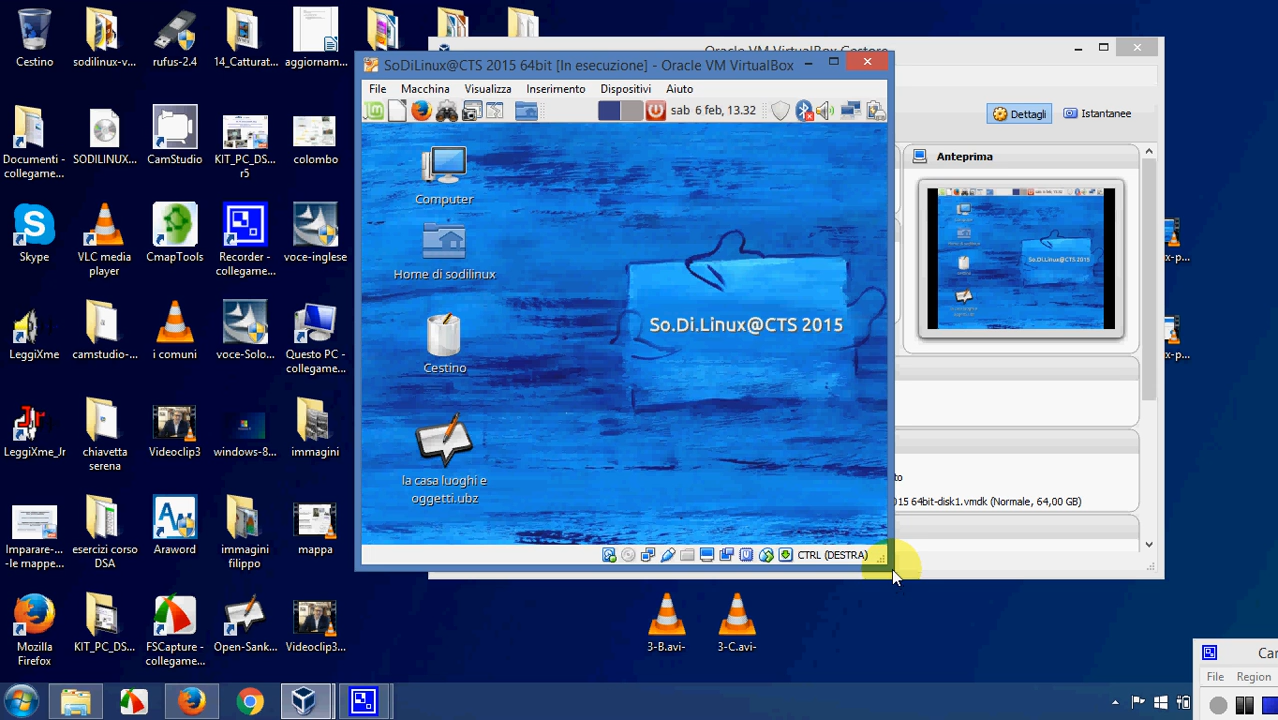 Oracle VM VirtualBox Gestore
SoDiLinux@CTS 2015 64bit [In esecuzione] - Oracle VM VirtualBox
File Macchina Visualizza Inserimento Dispositivi Aiuto
sab 6 feb, 13.32
Dettagli
Istantanee
Anteprima
Computer
Home di sodilinux
Cestino
la casa luoghi e
oggetti.ubz
So.Di.Linux@CTS 2015
CTRL (DESTRA)
15 64bit-disk1.vmdk (Normale, 64,00 GB)
Cestino
sodilinux-v...
rufus-2.4
14_Catturat...
aggiornam...
Documenti -
collegame...
SODILINUX...
CamStudio
KIT_PC_DS...
r5
colombo
Skype
VLC media
player
CmapTools
Recorder -
collegame...
voce-inglese
LeggiXme
camstudio-...
i comuni
voce-Solo...
Questo PC -
collegame...
LeggiXme_Jr
chiavetta
serena
Videoclip3
windows-8...
immagini
Imparare-...
-le mappe...
esercizi corso
DSA
Araword
immagini
filippo
mappa
Mozilla
Firefox
KIT_PC_DS...
FSCapture -
collegame...
Open-Sank...
Videoclip3...
3-B.avi-
3-C.avi-
File Region